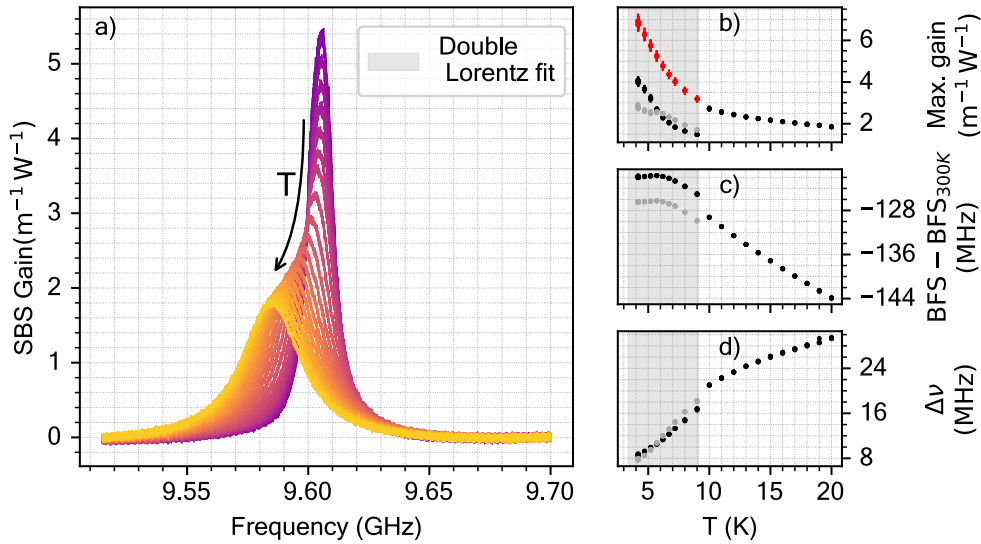 a)
Double
Lorentz fit
T
5
4
3
2
1
0
SBS Gain(m⁻¹ W⁻¹)
9.55
9.60
9.65
9.70
Frequency (GHz)
b)
6
4
2
Max. gain
(m⁻¹ W⁻¹)
c)
−128
−136
−144
BFS − BFS₃₀₀K
(MHz)
d)
24
16
8
Δν
(MHz)
5
10
15
20
T (K)